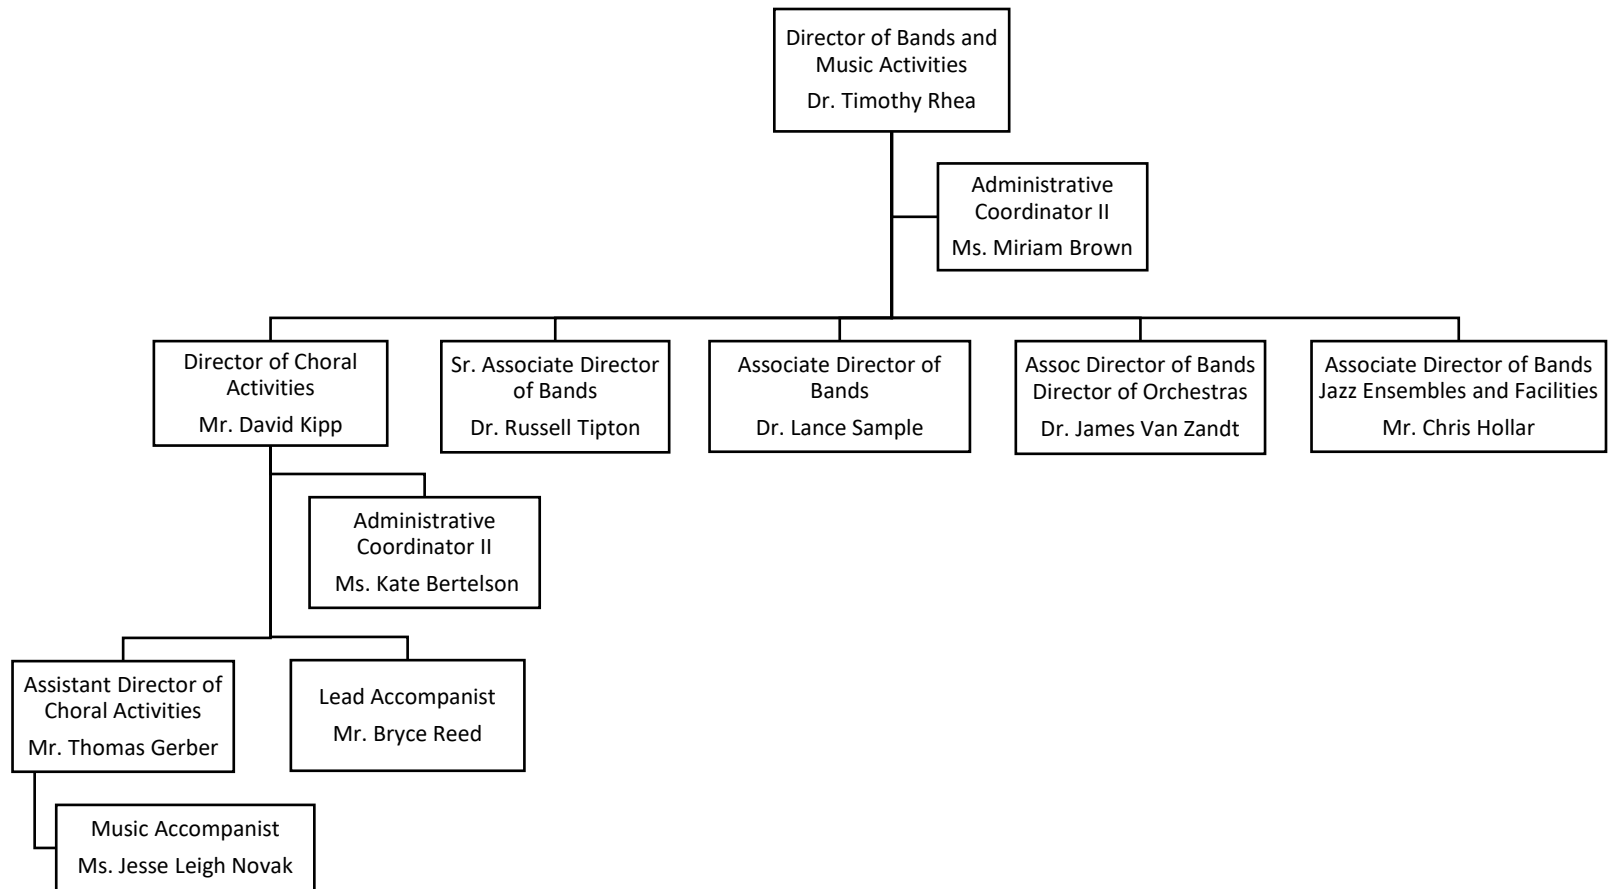 Director of Bands and
Music Activities
Dr. Timothy Rhea
Administrative
Coordinator II
Ms. Miriam Brown
Director of Choral
Activities
Mr. David Kipp
Sr. Associate Director
of Bands
Dr. Russell Tipton
Associate Director of
Bands
Dr. Lance Sample
Assoc Director of Bands
Director of Orchestras
Dr. James Van Zandt
Associate Director of Bands
Jazz Ensembles and Facilities
Mr. Chris Hollar
Administrative
Coordinator II
Ms. Kate Bertelson
Assistant Director of
Choral Activities
Mr. Thomas Gerber
Lead Accompanist
Mr. Bryce Reed
Music Accompanist
Ms. Jesse Leigh Novak